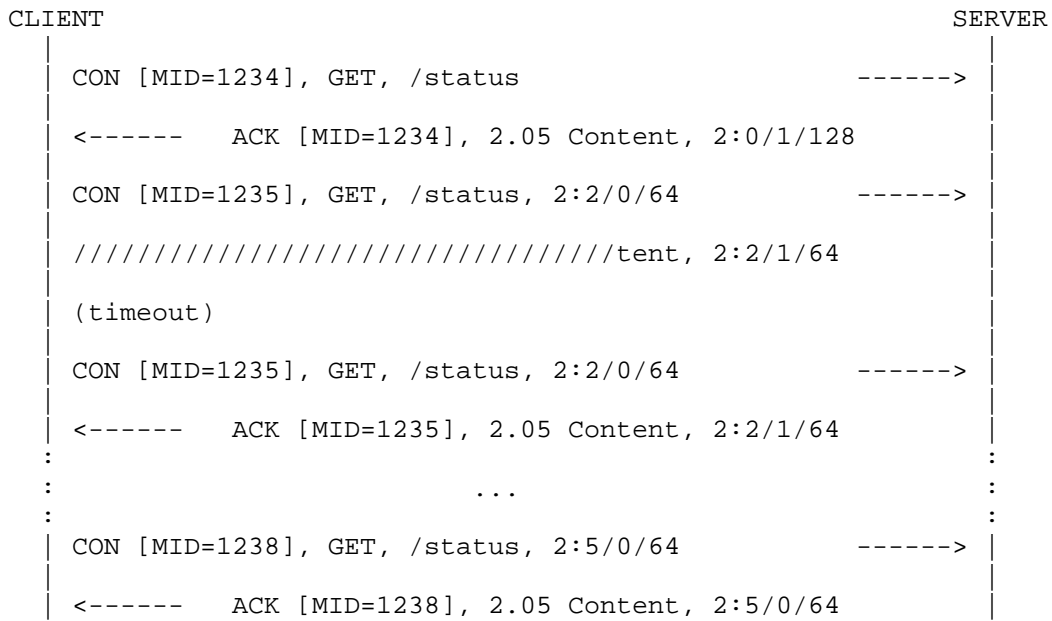 CLIENT                                                     SERVER
  |                                                          |
  | CON [MID=1234], GET, /status                     ------> |
  |                                                          |
  | <------   ACK [MID=1234], 2.05 Content, 2:0/1/128        |
  |                                                          |
  | CON [MID=1235], GET, /status, 2:2/0/64           ------> |
  |                                                          |
  | //////////////////////////////////tent, 2:2/1/64         |
  |                                                          |
  | (timeout)                                                |
  |                                                          |
  | CON [MID=1235], GET, /status, 2:2/0/64           ------> |
  |                                                          |
  | <------   ACK [MID=1235], 2.05 Content, 2:2/1/64         |
  :                                                          :
  :                          ...                             :
  :                                                          :
  | CON [MID=1238], GET, /status, 2:5/0/64           ------> |
  |                                                          |
  | <------   ACK [MID=1238], 2.05 Content, 2:5/0/64         |